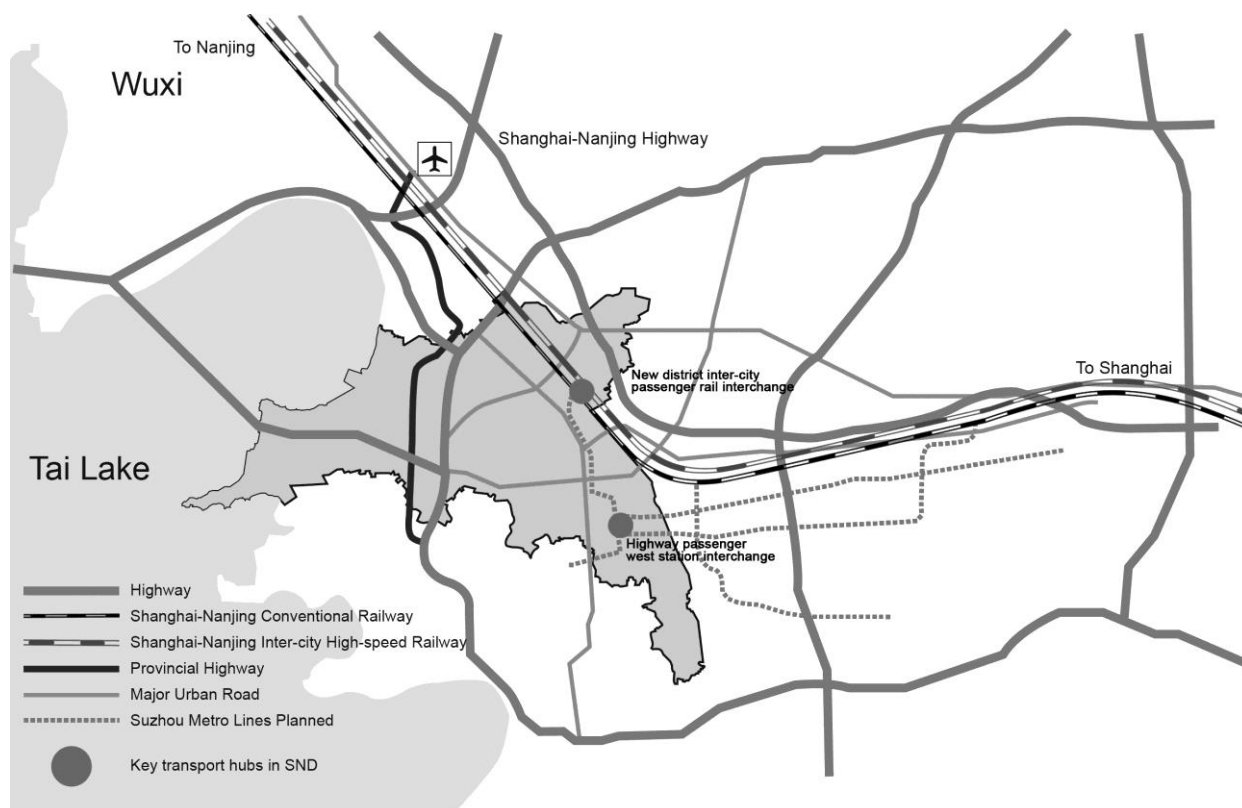 To Nanjing
Wuxi
Shanghai-Nanjing Highway
To Shanghai
New district inter-city
passenger rail interchange
Tai Lake
Highway passenger
west station interchange
Highway
Shanghai-Nanjing Conventional Railway
Shanghai-Nanjing Inter-city High-speed Railway
Provincial Highway
Major Urban Road
Suzhou Metro Lines Planned
Key transport hubs in SND